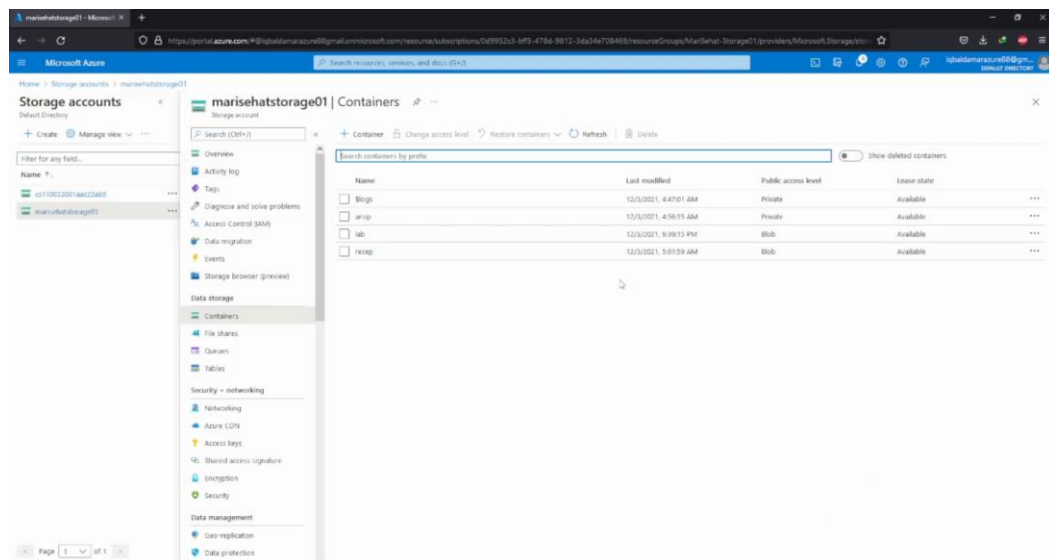 marisehatstorage01 - Microsoft
Microsoft Azure
Search resources, services, and docs (G+/)
iqbaldamarazure88@gm...
DEFAULT DIRECTORY
Home > Storage accounts > marisehatstorage01
Storage accounts
Default Directory
+ Create Manage view ...
Filter for any field...
Name ↑↓
marisehatstorage01
Page 1 of 1
marisehatstorage01 | Containers
Storage account
Search (Ctrl+/)
Overview
Activity log
Tags
Diagnose and solve problems
Access Control (IAM)
Data migration
Events
Storage browser (preview)
Data storage
Containers
File shares
Queues
Tables
Security + networking
Networking
Azure CDN
Access keys
Shared access signature
Encryption
Security
Data management
Geo-replication
Data protection
+ Container Change access level Restore containers Refresh Delete
Search containers by prefix
Show deleted containers
Name Last modified Public access level Lease state
$logs 12/3/2021, 4:47:01 AM Private Available
arsip 12/3/2021, 4:56:15 AM Private Available
lab 12/3/2021, 9:39:15 PM Blob Available
resep 12/3/2021, 5:01:59 AM Blob Available